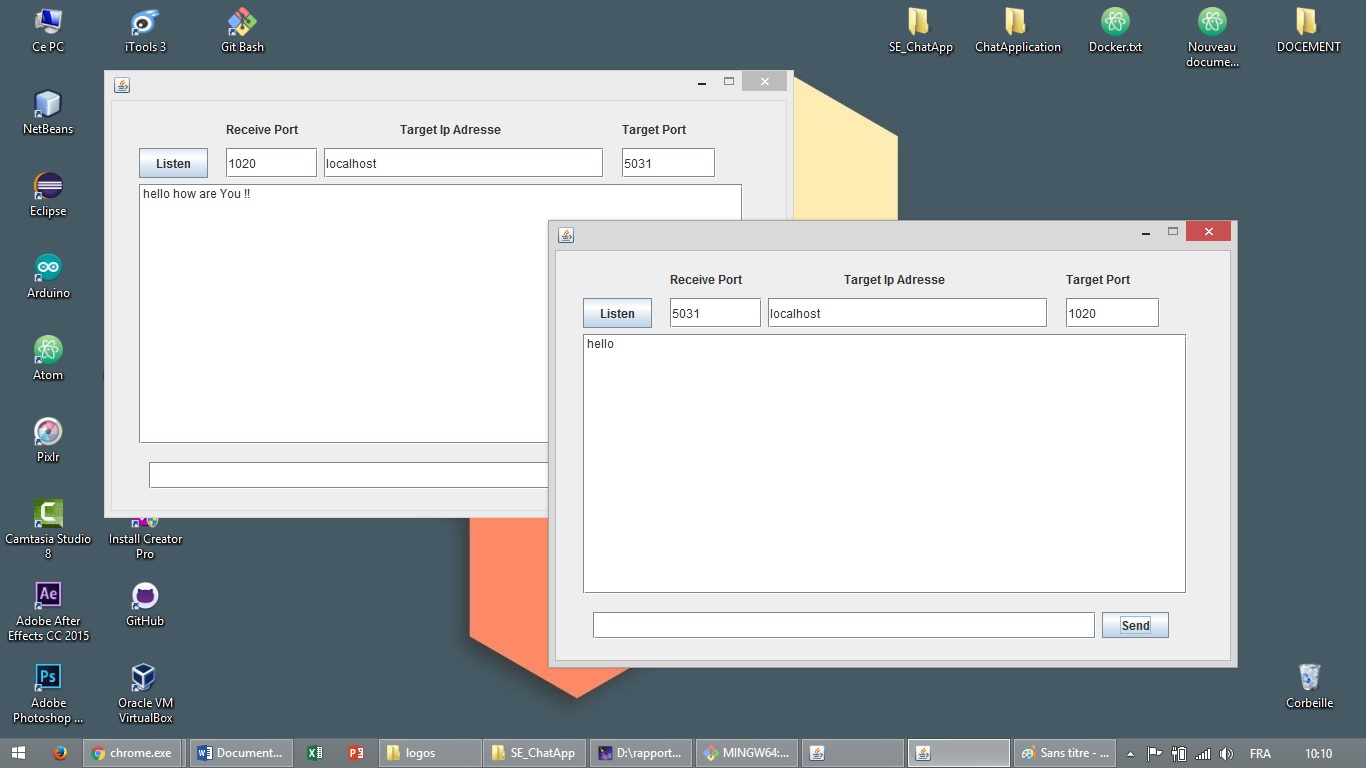 Ce PC
iTools 3
Git Bash
SE_ChatApp
ChatApplication
Docker.txt
Nouveau
docume...
DOCEMENT
NetBeans
Eclipse
Arduino
Atom
Pixlr
Camtasia Studio
8
Install Creator
Pro
Adobe After
Effects CC 2015
GitHub
Adobe
Photoshop ...
Oracle VM
VirtualBox
Corbeille
Receive Port
Target Ip Adresse
Target Port
Listen
1020
localhost
5031
hello how are You !!
Receive Port
Target Ip Adresse
Target Port
Listen
5031
localhost
1020
hello
Send
chrome.exe
Document...
SE_ChatApp
logos
D:\rapport...
MINGW64:...
Sans titre - ...
FRA
10:10
Ae
Ps